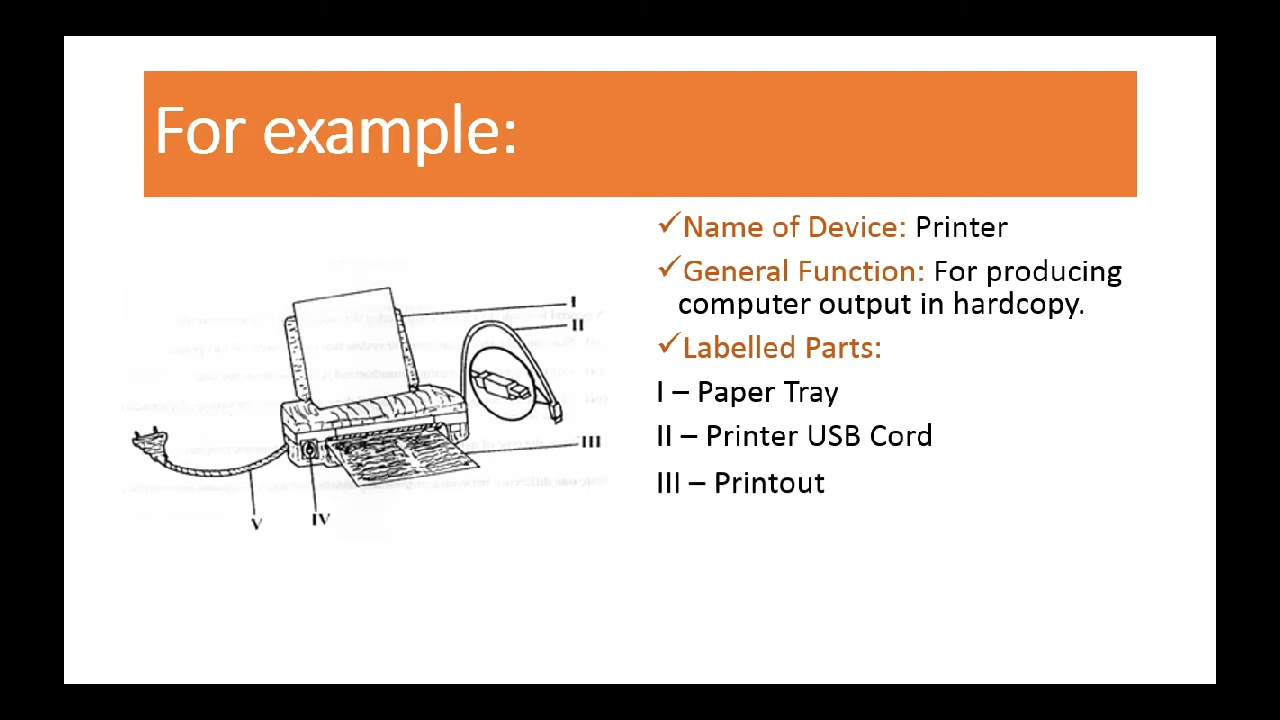 For example:
✓Name of Device: Printer
✓General Function: For producing
computer output in hardcopy.
✓Labelled Parts:
I – Paper Tray
II – Printer USB Cord
III – Printout
I
II
III
IV
V